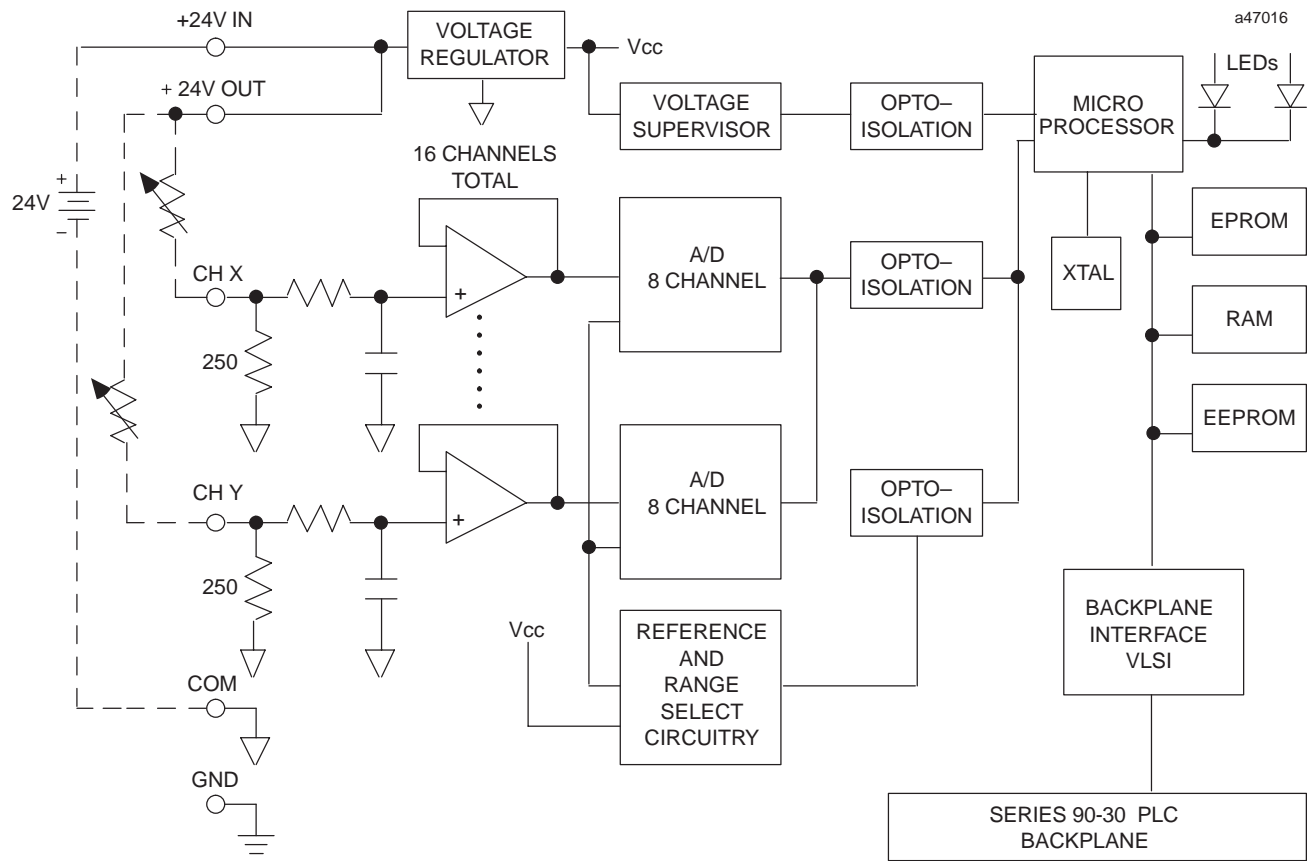 a47016
+24V IN
VOLTAGE
REGULATOR
Vcc
LEDs
+ 24V OUT
VOLTAGE
SUPERVISOR
OPTO–
ISOLATION
MICRO
PROCESSOR
16 CHANNELS
TOTAL
+
24V
–
A/D
8 CHANNEL
OPTO–
ISOLATION
XTAL
EPROM
CH X
+
250
RAM
EEPROM
CH Y
+
A/D
8 CHANNEL
OPTO–
ISOLATION
250
Vcc
REFERENCE
AND
RANGE
SELECT
CIRCUITRY
BACKPLANE
INTERFACE
VLSI
COM
GND
SERIES 90-30 PLC
BACKPLANE